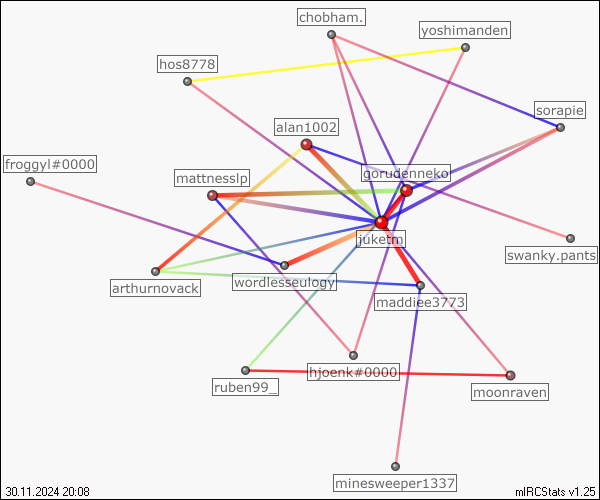 chobham.
yoshimanden
hos8778
sorapie
alan1002
froggyl#0000
gorudenneko
mattnesslp
jjuketm
swanky.pants
wordlesseulogy
arthurnovack
maddiee3773
hjoenk#0000
ruben99_
moonraven
minesweeper1337
30.11.2024 20:08
mIRCStats v1.25